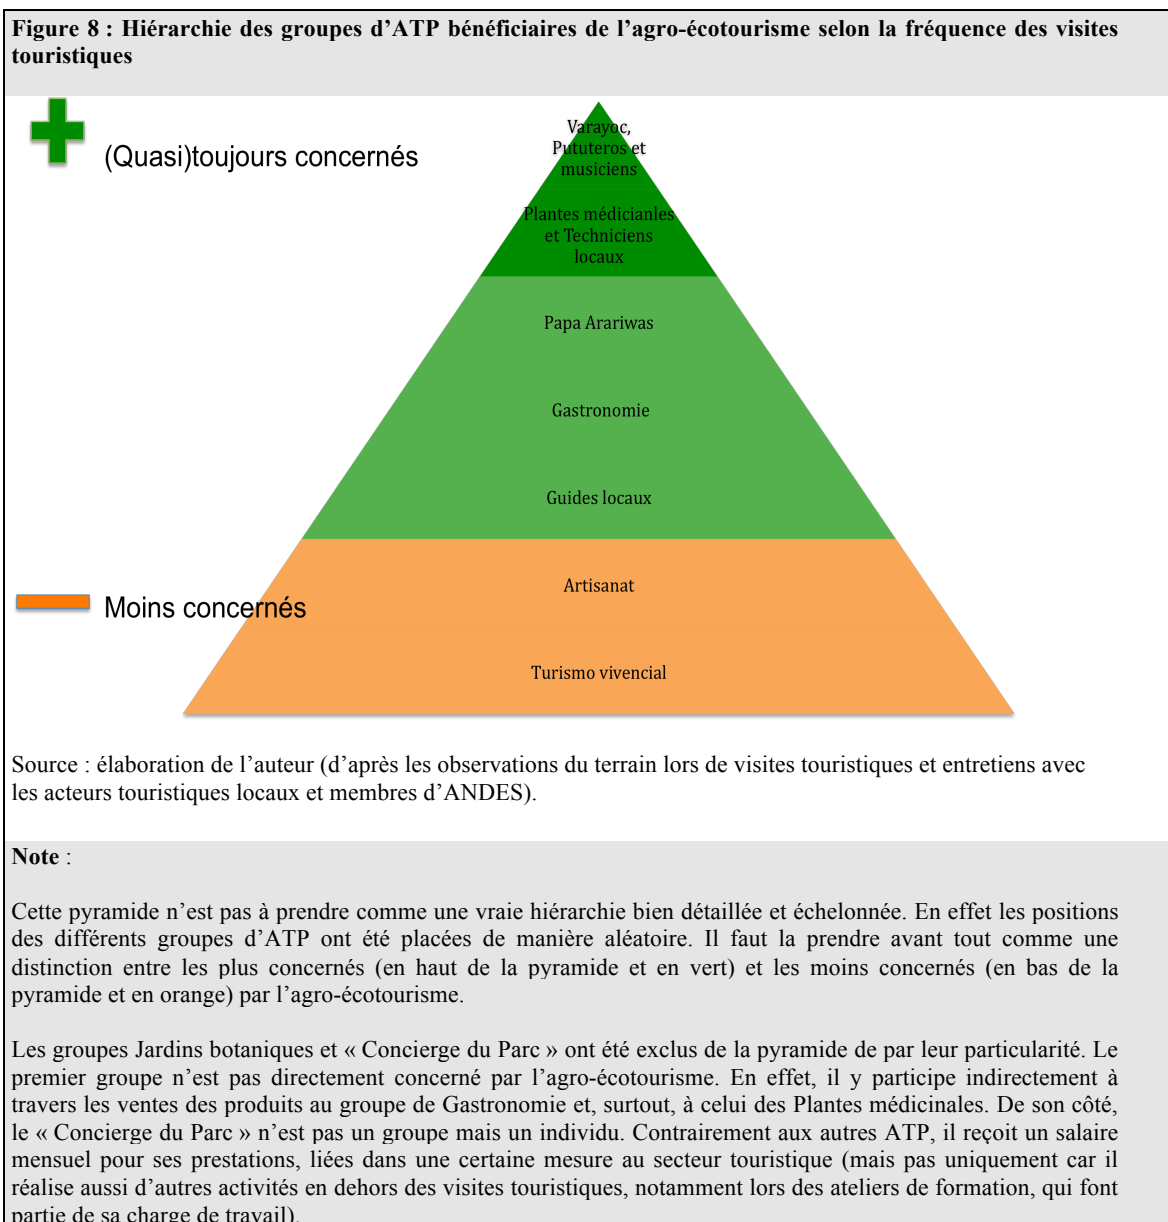 Figure 8 : Hiérarchie des groupes d’ATP bénéficiaires de l’agro-écotourisme selon la fréquence des visites
touristiques
(Quasi)toujours concernés
Varayoc,
Pututeros et
musiciens
Plantes médicianles
et Techniciens
locaux
Papa Arariwas
Gastronomie
Guides locaux
Artisanat
Moins concernés
Turismo vivencial
Source : élaboration de l’auteur (d’après les observations du terrain lors de visites touristiques et entretiens avec
les acteurs touristiques locaux et membres d’ANDES).
Note :
Cette pyramide n’est pas à prendre comme une vraie hiérarchie bien détaillée et échelonnée. En effet les positions
des différents groupes d’ATP ont été placées de manière aléatoire. Il faut la prendre avant tout comme une
distinction entre les plus concernés (en haut de la pyramide et en vert) et les moins concernés (en bas de la
pyramide et en orange) par l’agro-écotourisme.
Les groupes Jardins botaniques et « Concierge du Parc » ont été exclus de la pyramide de par leur particularité. Le
premier groupe n’est pas directement concerné par l’agro-écotourisme. En effet, il y participe indirectement à
travers les ventes des produits au groupe de Gastronomie et, surtout, à celui des Plantes médicinales. De son côté,
le « Concierge du Parc » n’est pas un groupe mais un individu. Contrairement aux autres ATP, il reçoit un salaire
mensuel pour ses prestations, liées dans une certaine mesure au secteur touristique (mais pas uniquement car il
réalise aussi d’autres activités en dehors des visites touristiques, notamment lors des ateliers de formation, qui font
partie de sa charge de travail).